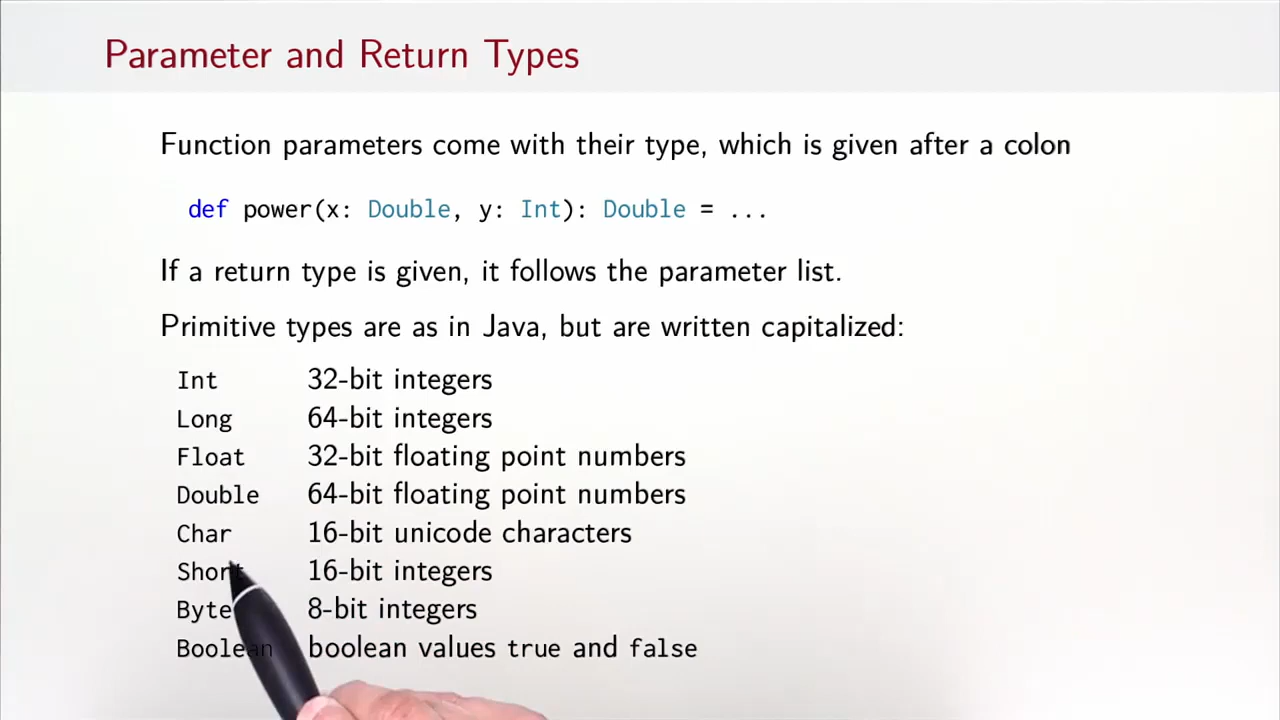 Parameter and Return Types
Function parameters come with their type, which is given after a colon
def power(x: Double, y: Int): Double = ...
If a return type is given, it follows the parameter list.
Primitive types are as in Java, but are written capitalized:
Int 32-bit integers
Long 64-bit integers
Float 32-bit floating point numbers
Double 64-bit floating point numbers
Char 16-bit unicode characters
Short 16-bit integers
Byte 8-bit integers
Boolean boolean values true and false